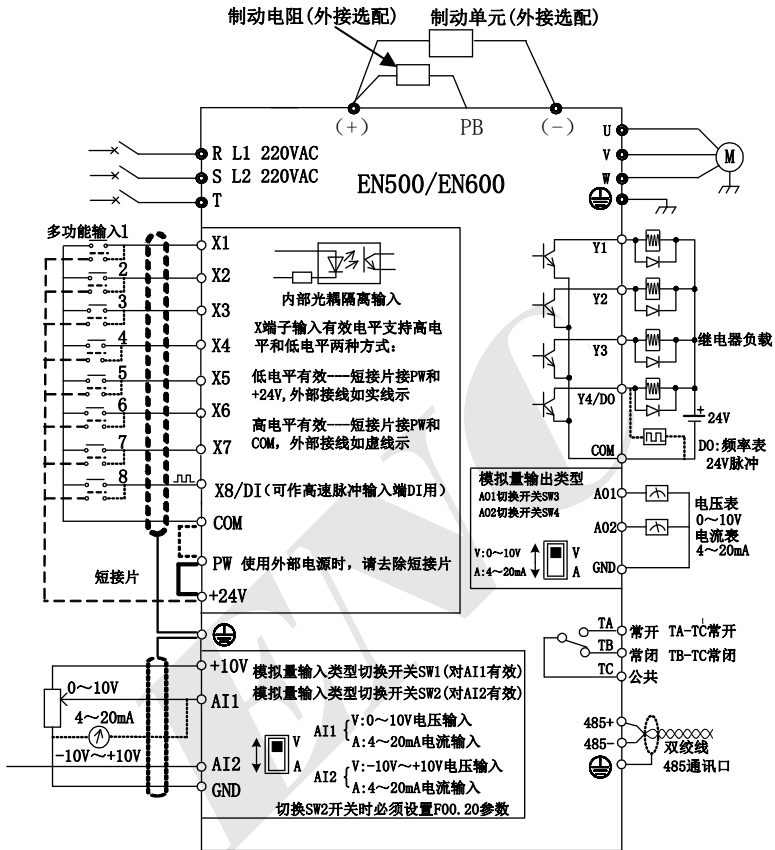 制动电阻(外接选配)
制动单元(外接选配)
(+)
PB
(-)
R L1 220VAC
S L2 220VAC
T
EN500/EN600
U
V
W
M
多功能输入1
2
3
4
5
6
7
8
X1
X2
X3
X4
X5
X6
X7
X8/DI(可作高速脉冲输入端DI用)
COM
PW 使用外部电源时，请去除短接片
+24V
短接片
内部光耦隔离输入
X端子输入有效电平支持高电
平和低电平两种方式：
低电平有效---短接片接PW和
+24V,外部接线如实线示
高电平有效---短接片接PW和
COM，外部接线如虚线示
Y1
Y2
Y3
Y4/DO
COM
继电器负载
+
24V
DO:频率表
24V脉冲
模拟量输出类型
AO1切换开关SW3
AO2切换开关SW4
V:0～10V
A:4～20mA
V
A
AO1
AO2
GND
电压表
0～10V
电流表
4～20mA
TA
常开 TA-TC常开
TB
常闭 TB-TC常闭
TC
公共
+10V
模拟量输入类型切换开关SW1(对AI1有效)
模拟量输入类型切换开关SW2(对AI2有效)
0～10V
AI1
4～20mA
-10V～+10V
AI2
GND
V
A
AI1
V:0～10V电压输入
A:4～20mA电流输入
AI2
V:-10V～+10V电压输入
A:4～20mA电流输入
切换SW2开关时必须设置F00.20参数
485+
485-
双绞线
485通讯口
ENC